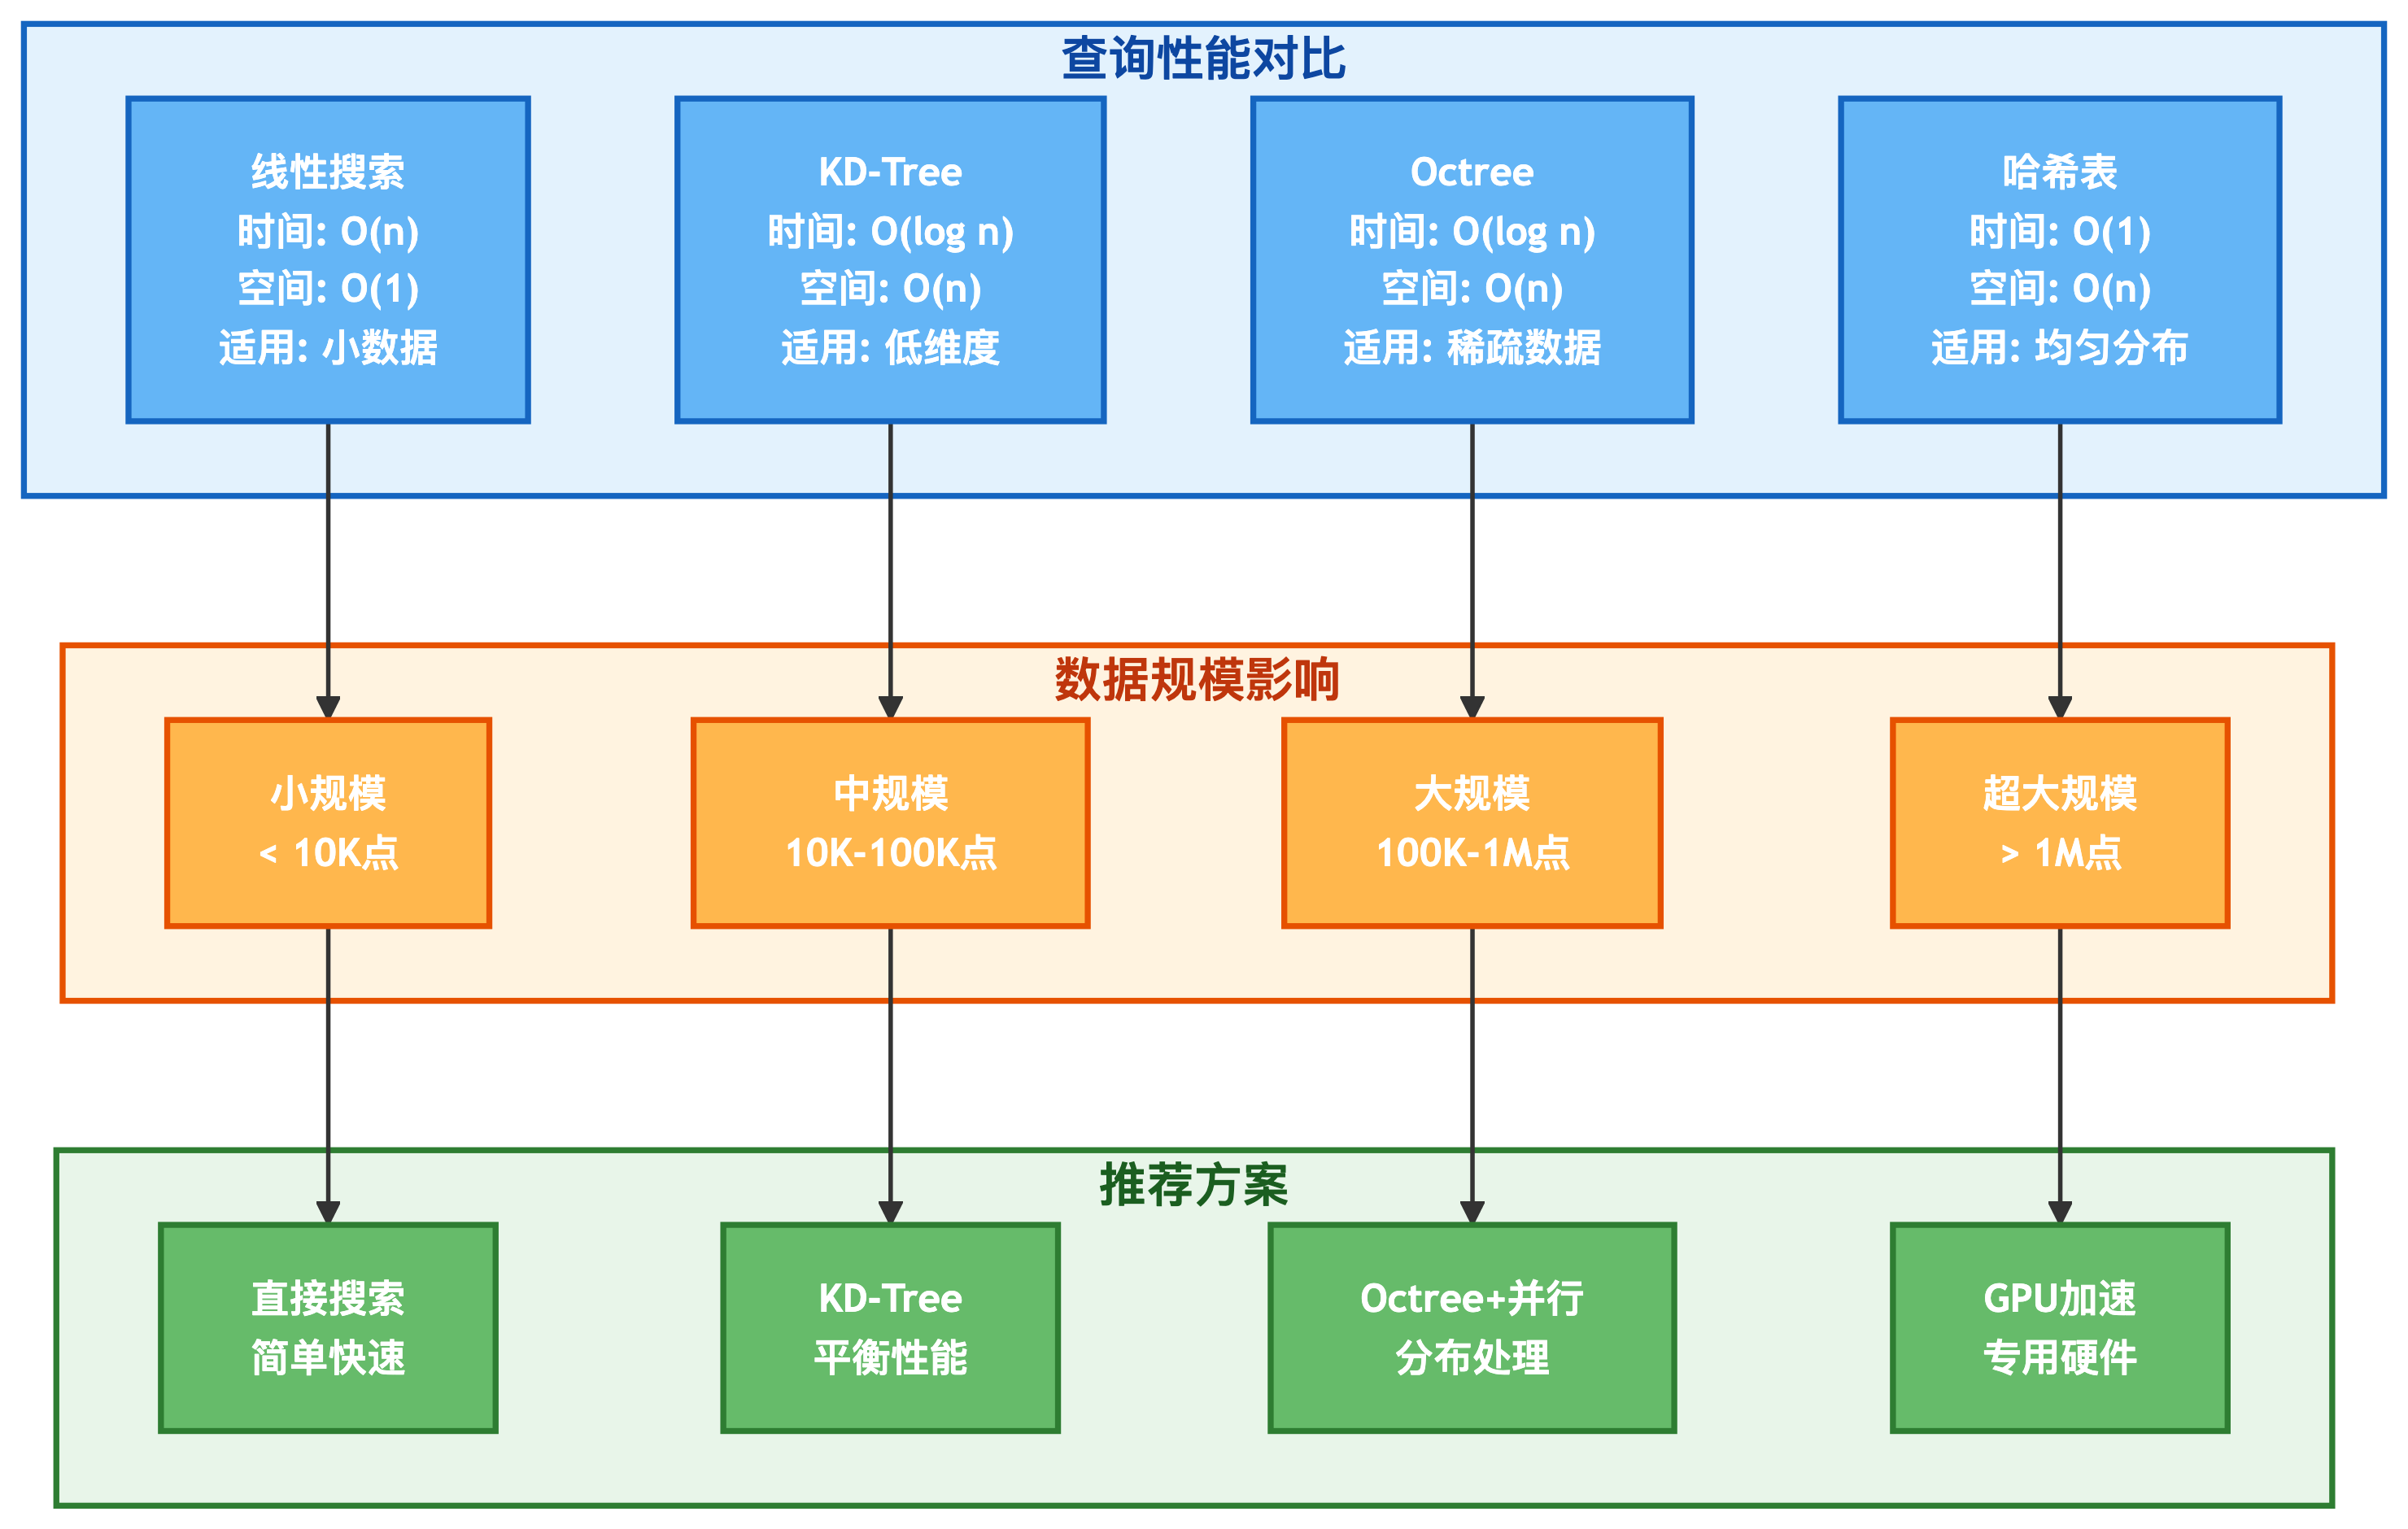 查询性能对比
线性搜索
时间: O(n)
空间: O(1)
适用: 小数据
KD-Tree
时间: O(log n)
空间: O(n)
适用: 低维度
Octree
时间: O(log n)
空间: O(n)
适用: 稀疏数据
哈希表
时间: O(1)
空间: O(n)
适用: 均匀分布
数据规模影响
小规模
< 10K点
中规模
10K-100K点
大规模
100K-1M点
超大规模
> 1M点
推荐方案
直接搜索
简单快速
KD-Tree
平衡性能
Octree+并行
分布处理
GPU加速
专用硬件